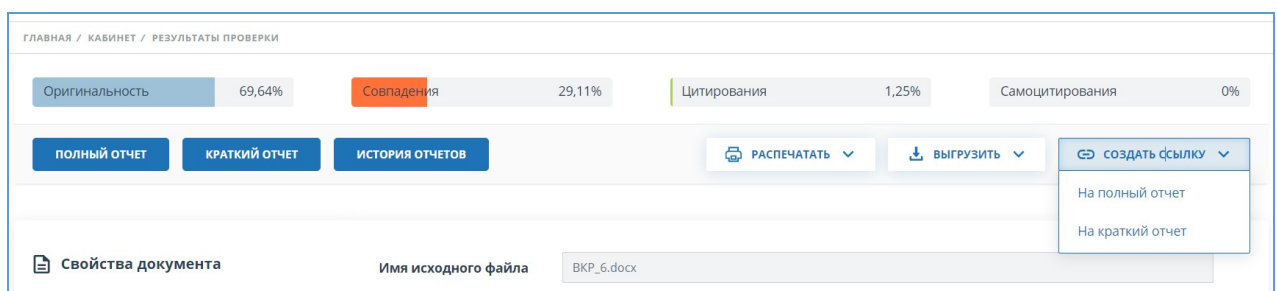 ГЛАВНАЯ / КАБИНЕТ / РЕЗУЛЬТАТЫ ПРОВЕРКИ
Оригинальность 69,64% Совпадения 29,11% Цитирования 1,25% Самоцитирования 0%
ПОЛНЫЙ ОТЧЕТ КРАТКИЙ ОТЧЕТ ИСТОРИЯ ОТЧЕТОВ РАСПЕЧАТАТЬ ВЫГРУЗИТЬ СОЗДАТЬ ССЫЛКУ
На полный отчет
На краткий отчет
Свойства документа Имя исходного файла ВКР_6.docx